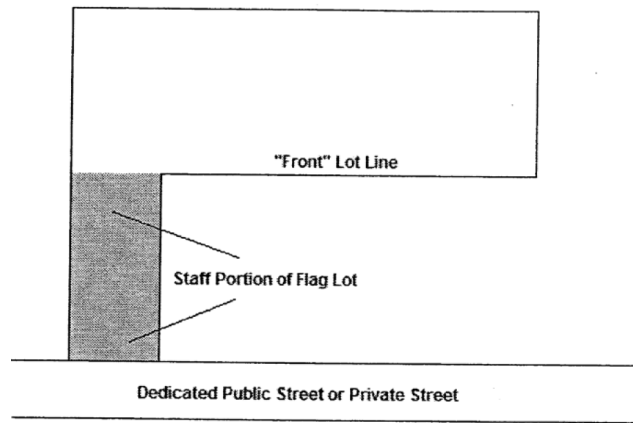 "Front" Lot Line
Staff Portion of Flag Lot
Dedicated Public Street or Private Street